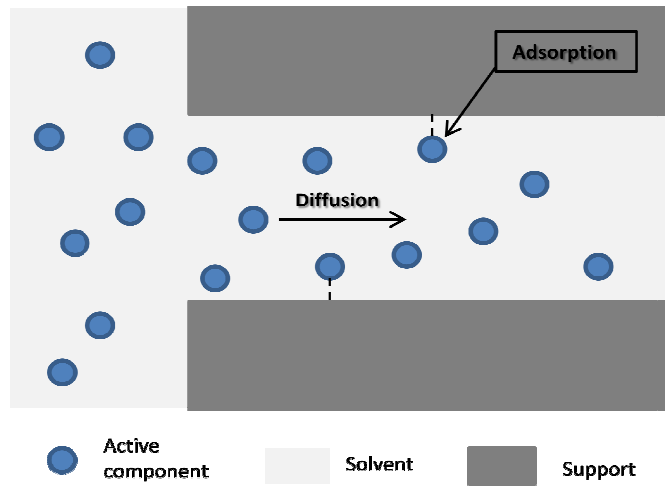 Adsorption
Diffusion
Active
component
Solvent
Support